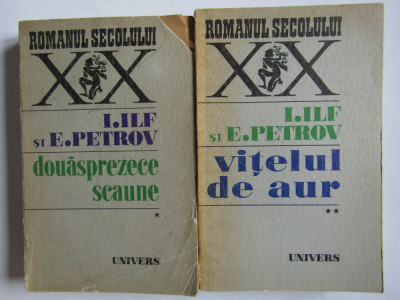 ROMANUL SECOLULUI
XX
I.ILF
ȘI E.PETROV
douăsprezece
scaune
*
UNIVERS
ROMANUL SECOLULUI
XX
I.ILF
ȘI E.PETROV
vițelul
de aur
**
UNIVERS